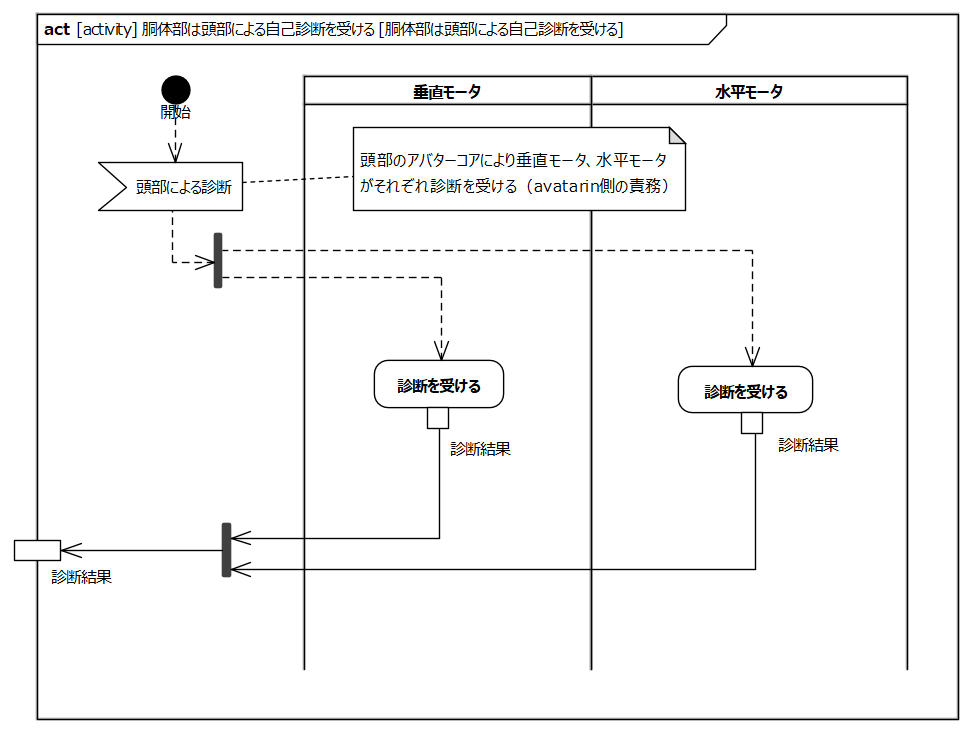 act [activity] 胴体部は頭部による自己診断を受ける [胴体部は頭部による自己診断を受ける]
垂直モータ
水平モータ
開始
頭部のアバターコアにより垂直モータ、水平モータ
がそれぞれ診断を受ける（avatarin側の責務）
頭部による診断
診断を受ける
診断を受ける
診断結果
診断結果
診断結果